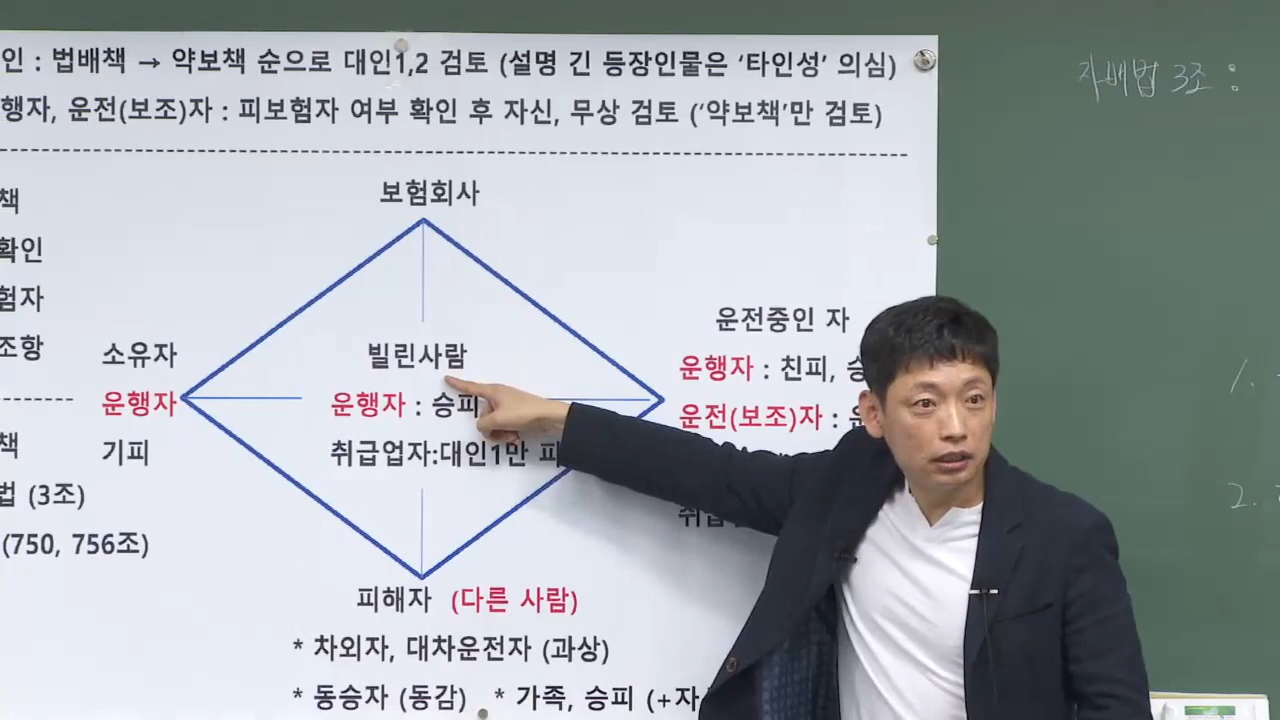 인 : 법배책 → 약보책 순으로 대인1,2 검토 (설명 긴 등장인물은 ‘타인성’ 의심)
행자, 운전(보조)자 : 피보험자 여부 확인 후 자신, 무상 검토 (‘약보책’만 검토)
자배법 3조 :
책
확인
험자
조항
책
법 (3조)
(750, 756조)
보험회사
소유자
운행자
기피
빌린사람
운행자 : 승피
취급업자:대인1만 피
운전중인 자
운행자 : 친피, 승
운전(보조)자 :
취급
피해자 (다른 사람)
* 차외자, 대차운전자 (과상)
* 동승자 (동감) * 가족, 승피 (+자
1.
2.